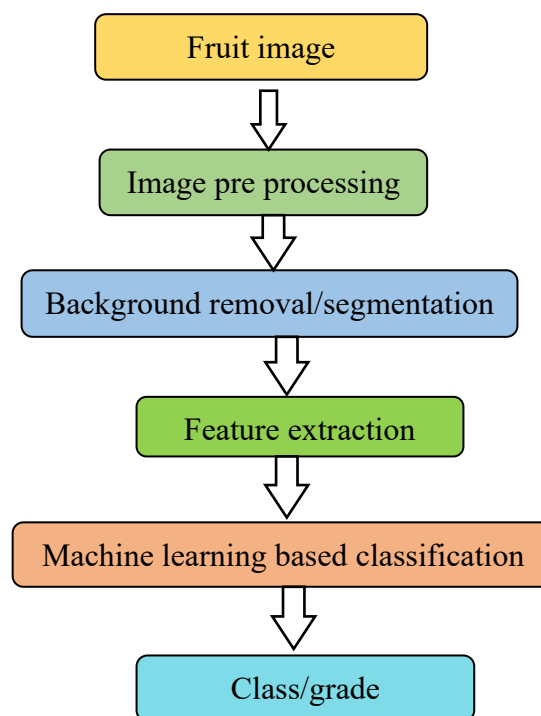 Fruit image
Image pre processing
Background removal/segmentation
Feature extraction
Machine learning based classification
Class/grade